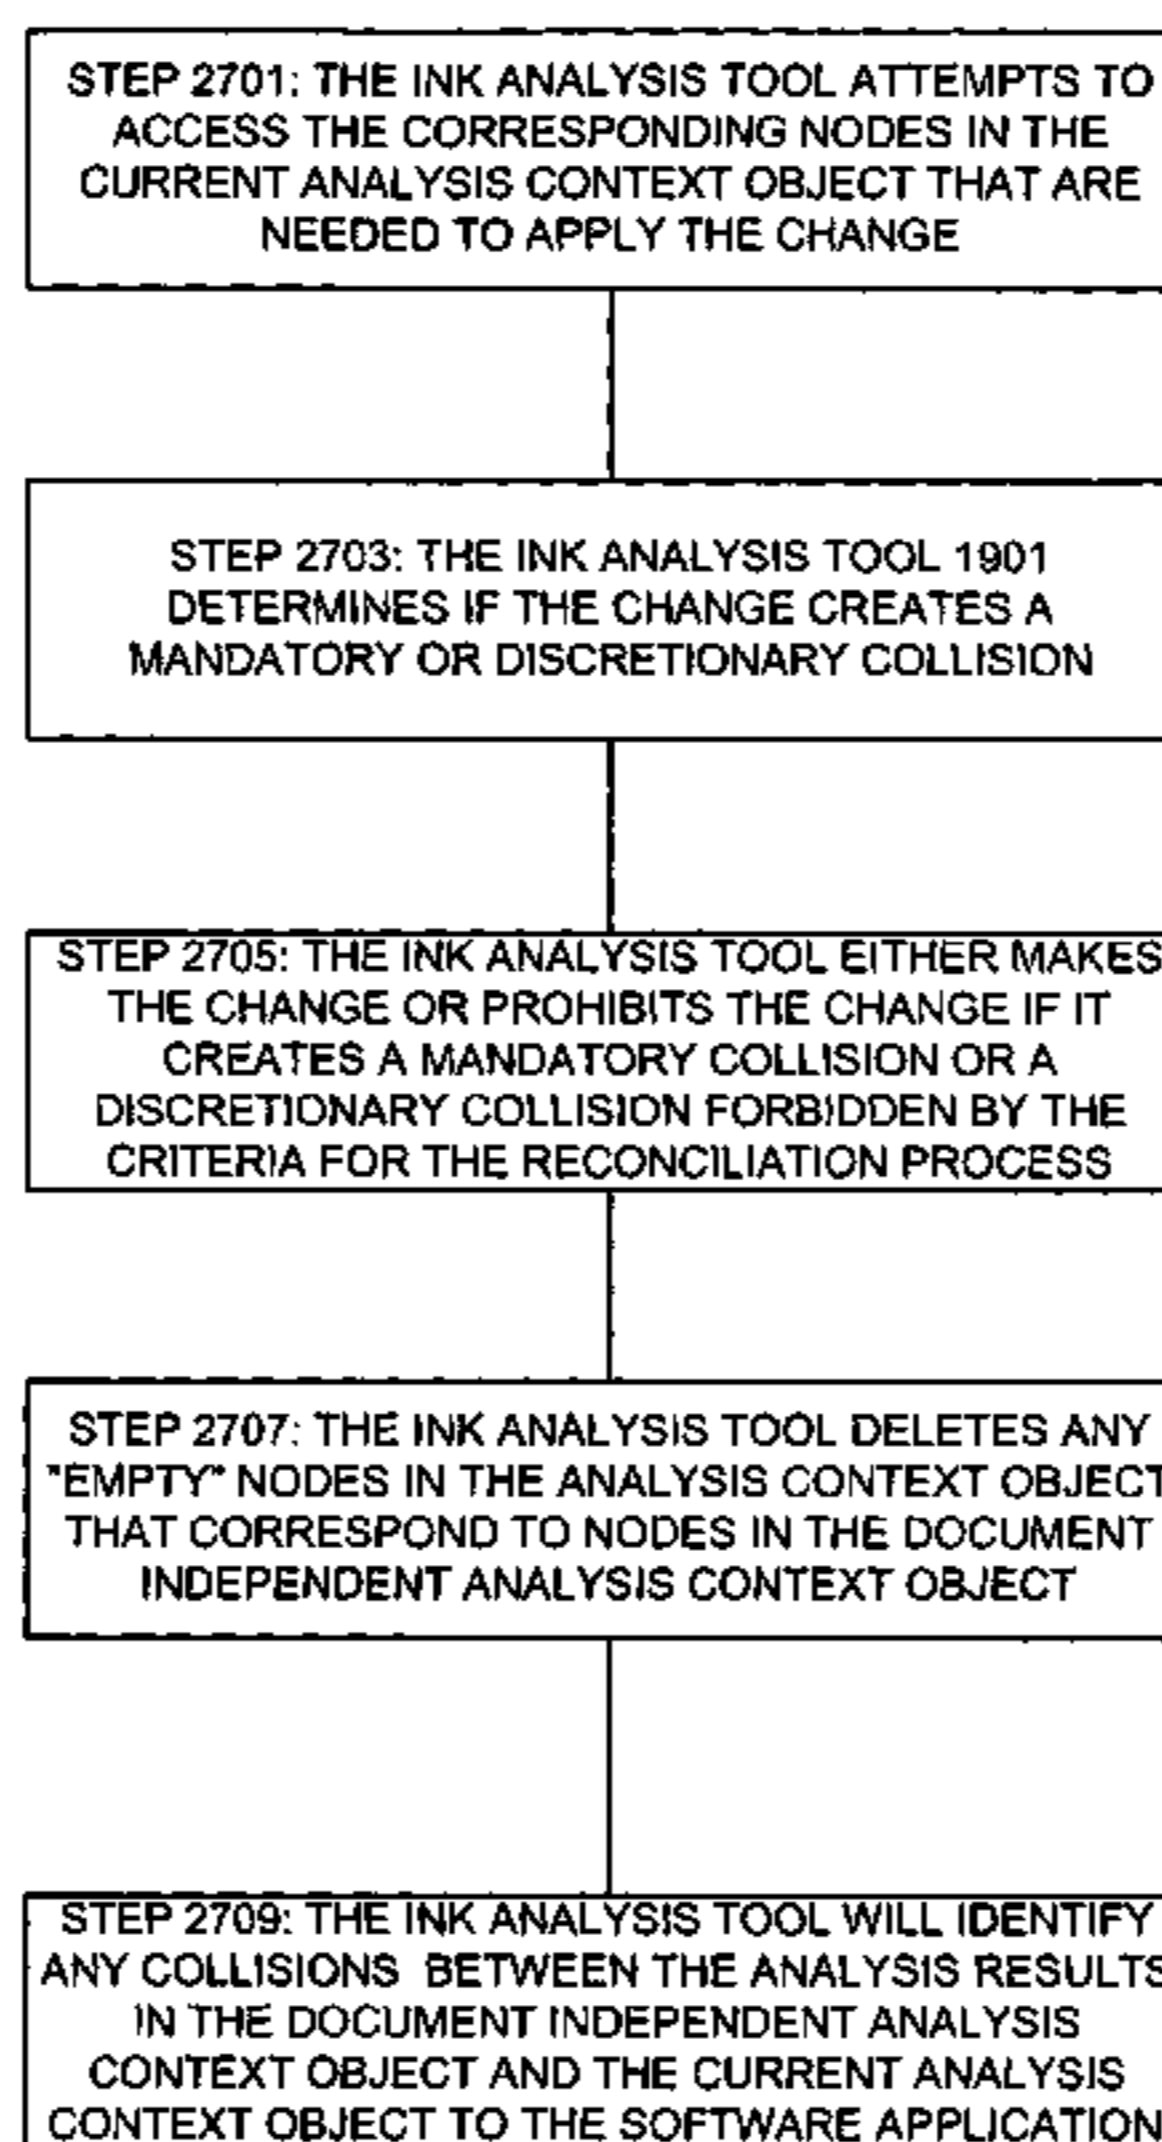 STEP 2701: THE INK ANALYSIS TOOL ATTEMPTS TO
ACCESS THE CORRESPONDING NODES IN THE
CURRENT ANALYSIS CONTEXT OBJECT THAT ARE
NEEDED TO APPLY THE CHANGE
STEP 2703: THE INK ANALYSIS TOOL 1901
DETERMINES IF THE CHANGE CREATES A
MANDATORY OR DISCRETIONARY COLLISION
STEP 2705: THE INK ANALYSIS TOOL EITHER MAKES
THE CHANGE OR PROHIBITS THE CHANGE IF IT
CREATES A MANDATORY COLLISION OR A
DISCRETIONARY COLLISION FORBIDDEN BY THE
CRITERIA FOR THE RECONCILIATION PROCESS
STEP 2707: THE INK ANALYSIS TOOL DELETES ANY
"EMPTY" NODES IN THE ANALYSIS CONTEXT OBJECT
THAT CORRESPOND TO NODES IN THE DOCUMENT
INDEPENDENT ANALYSIS CONTEXT OBJECT
STEP 2709: THE INK ANALYSIS TOOL WILL IDENTIFY
ANY COLLISIONS BETWEEN THE ANALYSIS RESULTS
IN THE DOCUMENT INDEPENDENT ANALYSIS
CONTEXT OBJECT AND THE CURRENT ANALYSIS
CONTEXT OBJECT TO THE SOFTWARE APPLICATION